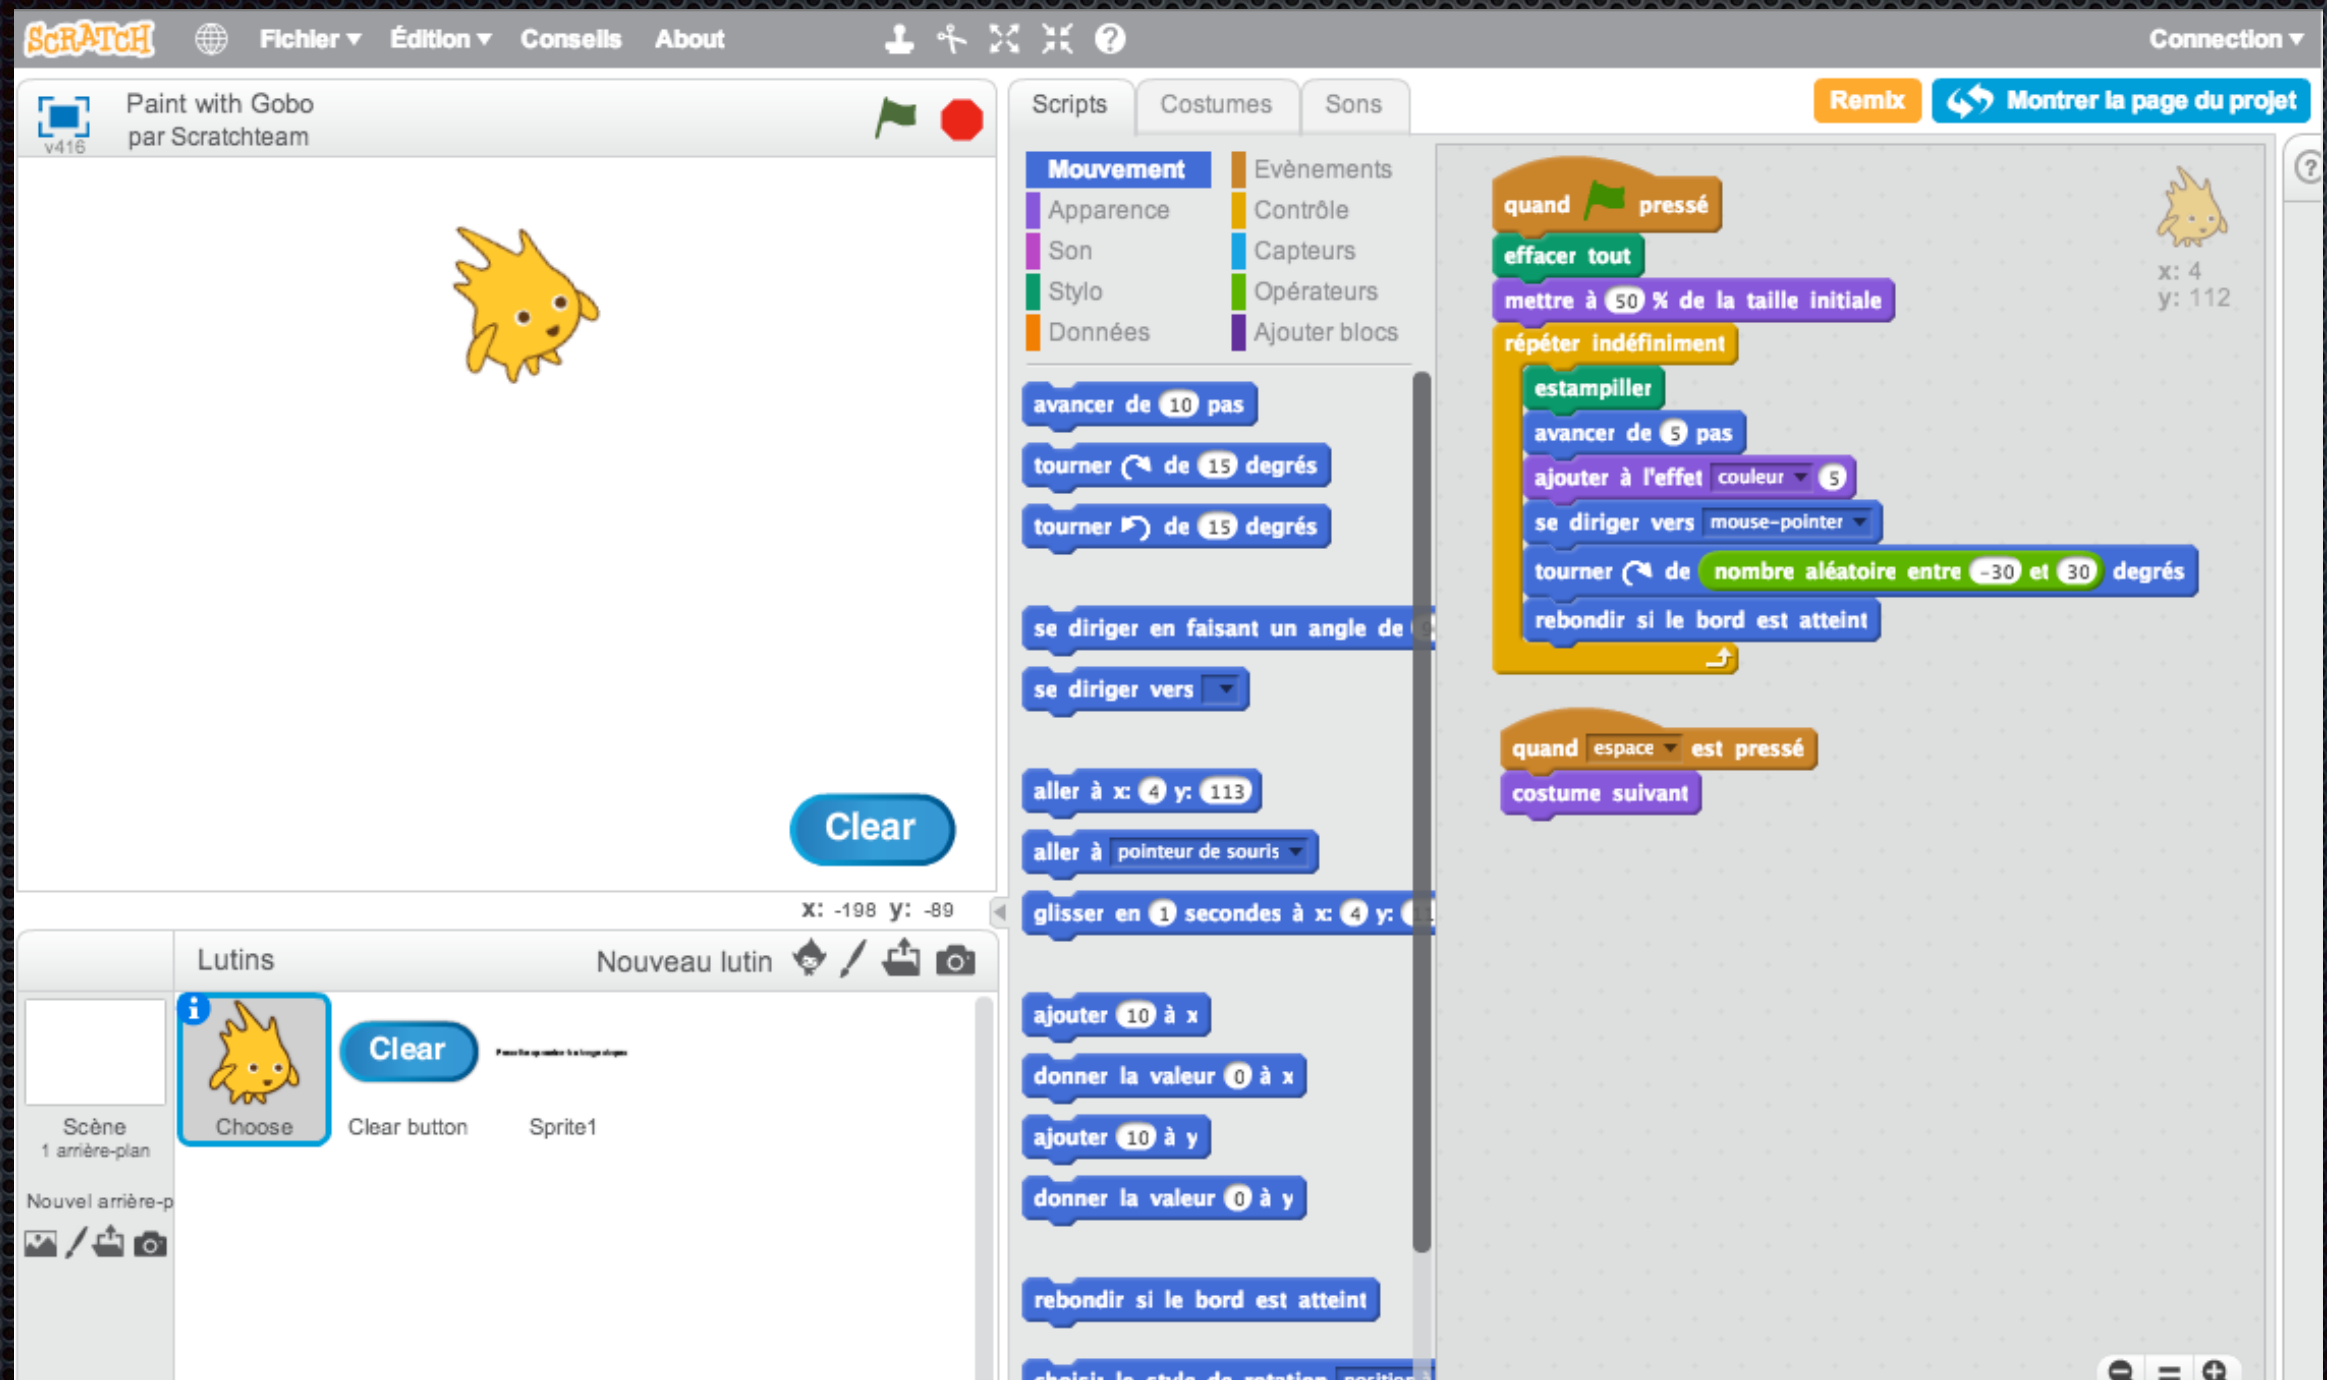 SCRATCH Fichier Édition Conseils About Connection
Paint with Gobo
par Scratchteam
v416
Clear
x: -198 y: -89
Lutins Nouveau lutin
Scène
1 arrière-plan
Nouvel arrière-p
Choose
Clear
Clear button
Sprite1
Scripts Costumes Sons
Remix Montrer la page du projet
Mouvement Evènements
Apparence Contrôle
Son Capteurs
Stylo Opérateurs
Données Ajouter blocs
avancer de 10 pas
tourner de 15 degrés
tourner de 15 degrés
se diriger en faisant un angle de
se diriger vers
aller à x: 4 y: 113
aller à pointeur de souris
glisser en 1 secondes à x: 4 y: 11
ajouter 10 à x
donner la valeur 0 à x
ajouter 10 à y
donner la valeur 0 à y
rebondir si le bord est atteint
choisir le style de rotation position
quand pressé
effacer tout
mettre à 50 % de la taille initiale
répéter indéfiniment
estampiller
avancer de 5 pas
ajouter à l'effet couleur 5
se diriger vers mouse-pointer
tourner de nombre aléatoire entre -30 et 30 degrés
rebondir si le bord est atteint
quand espace est pressé
costume suivant
x: 4
y: 112